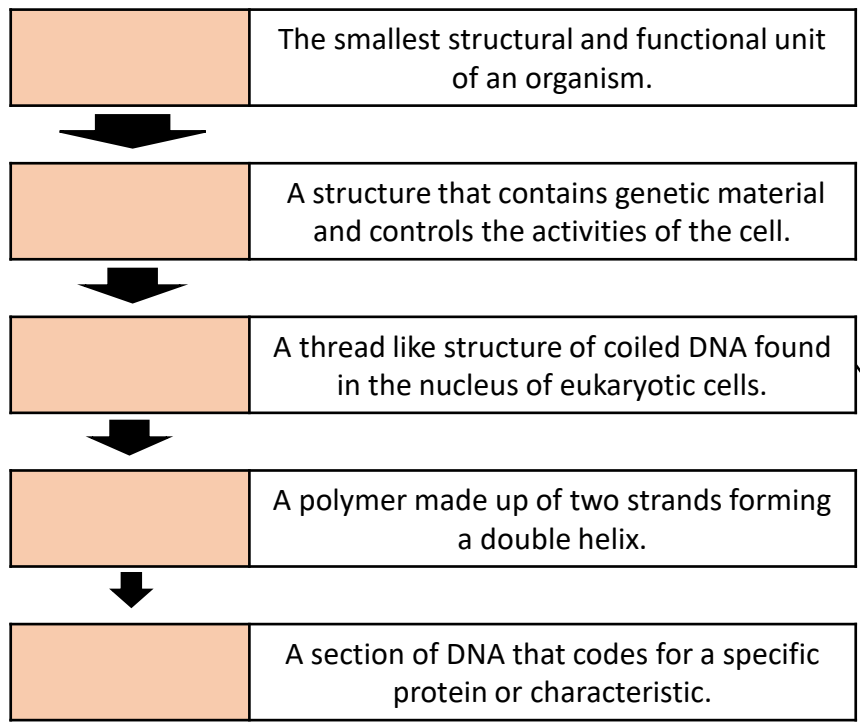 The smallest structural and functional unit
of an organism.
A structure that contains genetic material
and controls the activities of the cell.
A thread like structure of coiled DNA found
in the nucleus of eukaryotic cells.
A polymer made up of two strands forming
a double helix.
A section of DNA that codes for a specific
protein or characteristic.